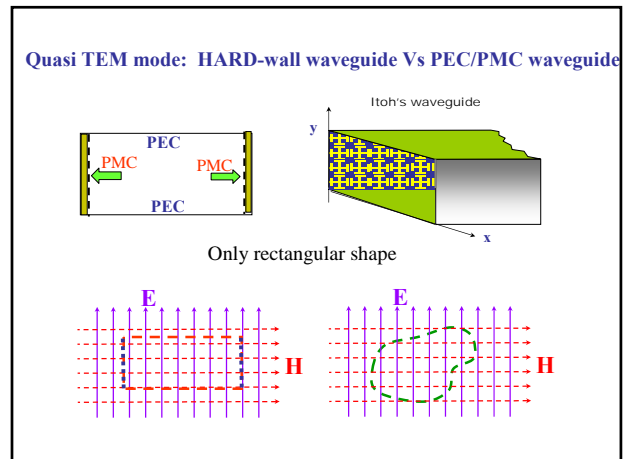 Quasi TEM mode: HARD-wall waveguide Vs PEC/PMC waveguide
Itoh's waveguide
y
PEC
PMC
PMC
PEC
x
Only rectangular shape
E
E
H
H